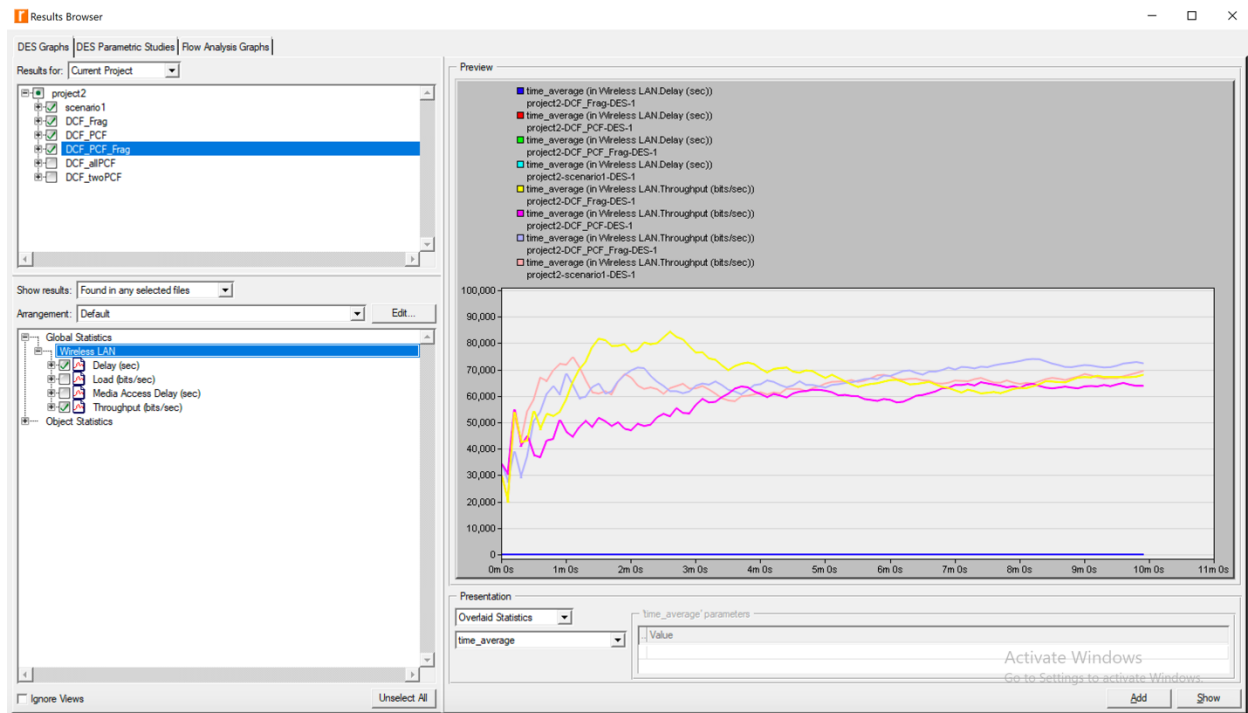 Results Browser
DES Graphs DES Parametric Studies Flow Analysis Graphs
Results for: Current Project
project2
scenario1
DCF_Frag
DCF_PCF
DCF_PCF_Frag
DCF_allPCF
DCF_twoPCF
Show results: Found in any selected files
Arrangement: Default Edit...
Global Statistics
Wireless LAN
Delay (sec)
Load (bits/sec)
Media Access Delay (sec)
Throughput (bits/sec)
Object Statistics
Ignore Views Unselect All
Preview
time_average (in Wireless LAN.Delay (sec))
project2-DCF_Frag-DES-1
time_average (in Wireless LAN.Delay (sec))
project2-DCF_PCF-DES-1
time_average (in Wireless LAN.Delay (sec))
project2-DCF_PCF_Frag-DES-1
time_average (in Wireless LAN.Delay (sec))
project2-scenario1-DES-1
time_average (in Wireless LAN.Throughput (bits/sec))
project2-DCF_Frag-DES-1
time_average (in Wireless LAN.Throughput (bits/sec))
project2-DCF_PCF-DES-1
time_average (in Wireless LAN.Throughput (bits/sec))
project2-DCF_PCF_Frag-DES-1
time_average (in Wireless LAN.Throughput (bits/sec))
project2-scenario1-DES-1
100,000
90,000
80,000
70,000
60,000
50,000
40,000
30,000
20,000
10,000
0
0m 0s 1m 0s 2m 0s 3m 0s 4m 0s 5m 0s 6m 0s 7m 0s 8m 0s 9m 0s 10m 0s 11m 0s
Presentation
Overlaid Statistics
time_average
'time_average' parameters
... Value
Activate Windows
Go to Settings to activate Windows.
Add Show